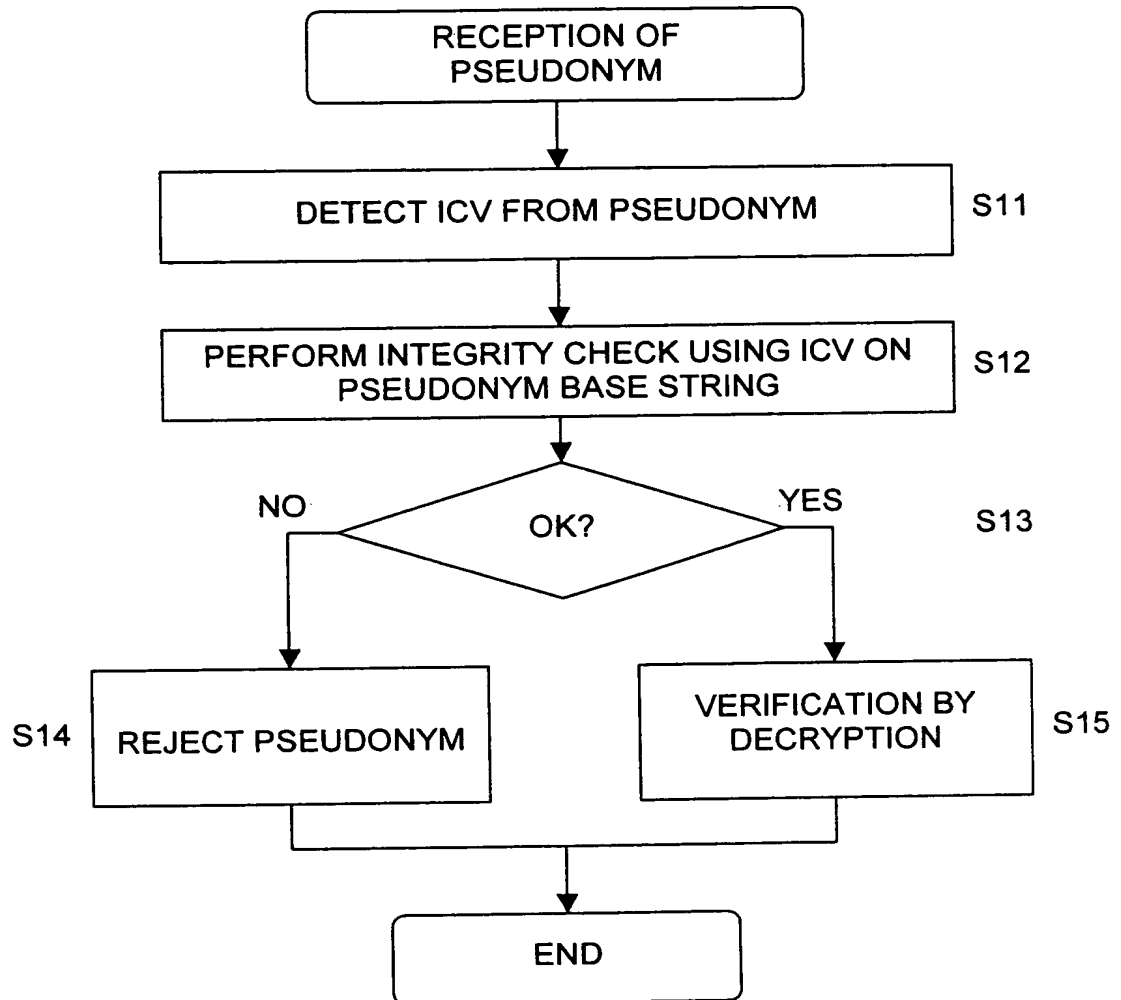 RECEPTION OF
PSEUDONYM
DETECT ICV FROM PSEUDONYM
S11
PERFORM INTEGRITY CHECK USING ICV ON
PSEUDONYM BASE STRING
S12
NO
OK?
YES
S13
S14
REJECT PSEUDONYM
VERIFICATION BY
DECRYPTION
S15
END